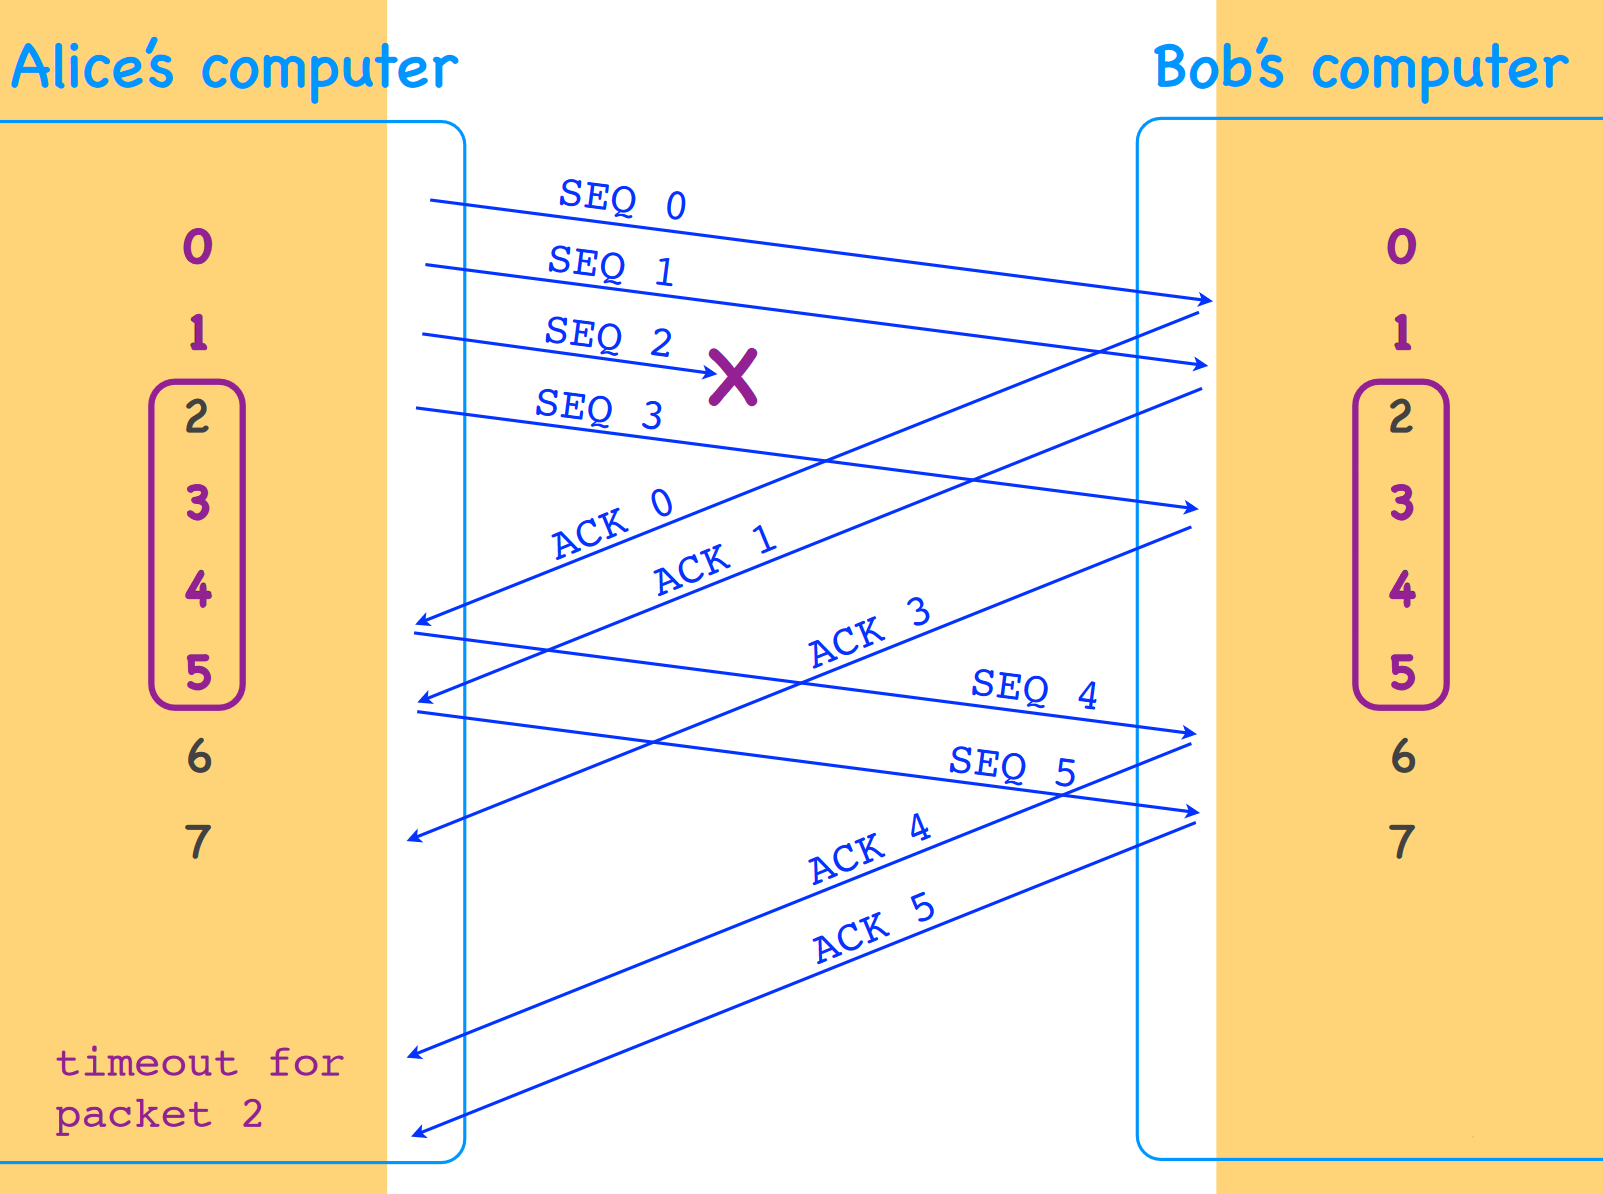 Alice's computer
Bob's computer
SEQ 0
SEQ 1
SEQ 2
SEQ 3
ACK 0
ACK 1
ACK 3
SEQ 4
SEQ 5
ACK 4
ACK 5
0
1
2
3
4
5
6
7
0
1
2
3
4
5
6
7
timeout for
packet 2